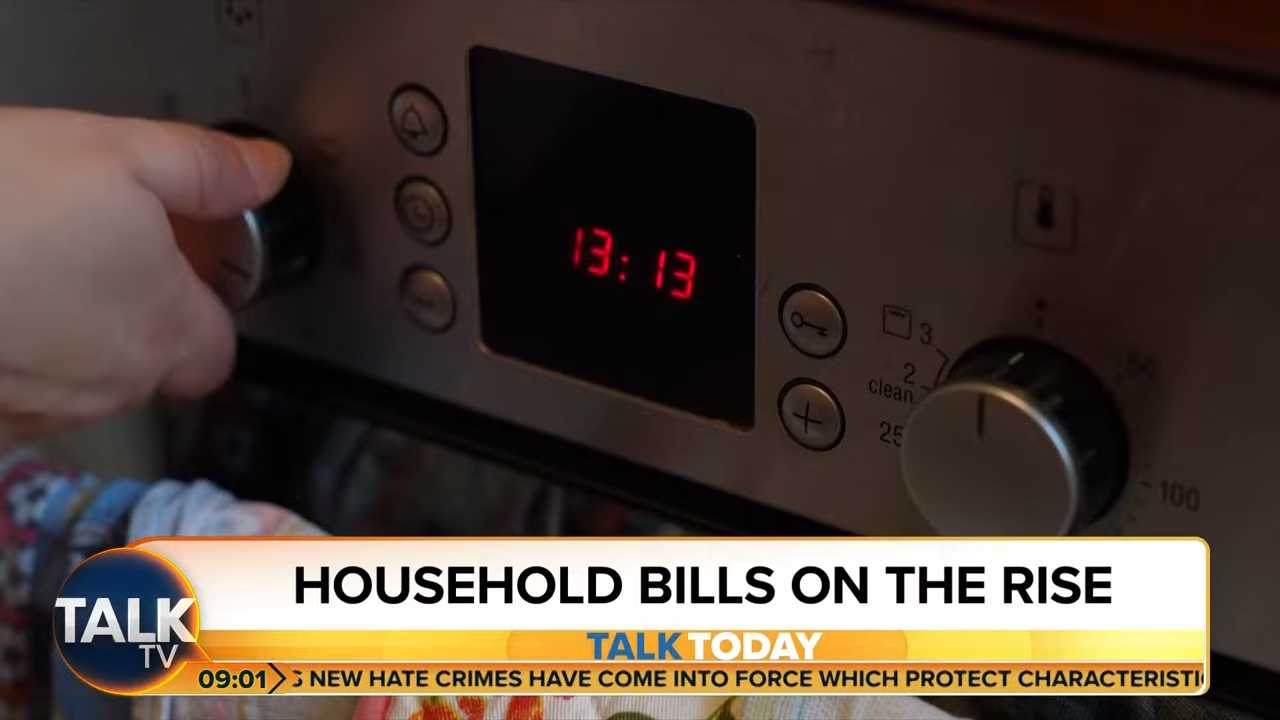 13:13
3
2
clean
25
50
100
HOUSEHOLD BILLS ON THE RISE
TALK
TV
TALK TODAY
09:01
NEW HATE CRIMES HAVE COME INTO FORCE WHICH PROTECT